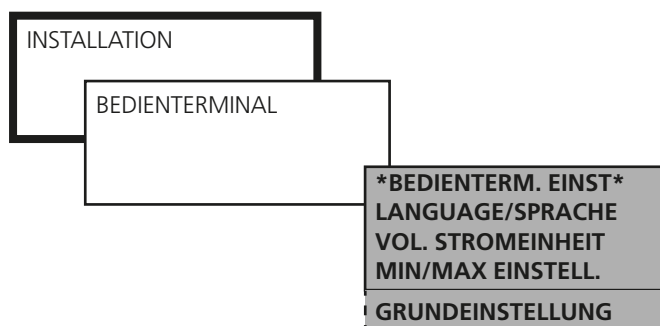 INSTALLATION
BEDIENTERMINAL
*BEDIENTERM. EINST*
LANGUAGE/SPRACHE
VOL. STROMEINHEIT
MIN/MAX EINSTELL.
GRUNDEINSTELLUNG